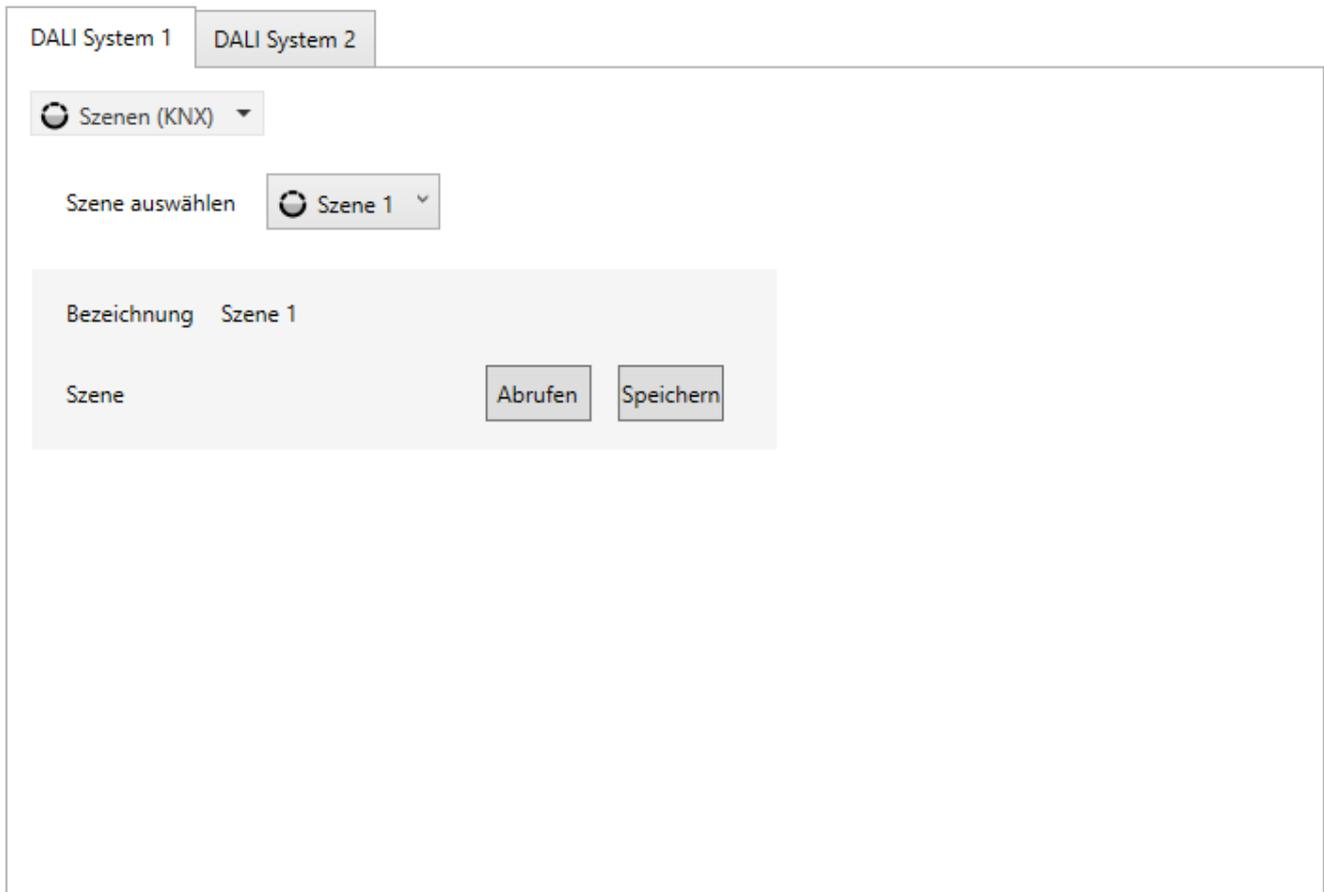 DALI System 1 DALI System 2
Szenen (KNX)
Szene auswählen Szene 1
Bezeichnung Szene 1
Szene Abrufen Speichern